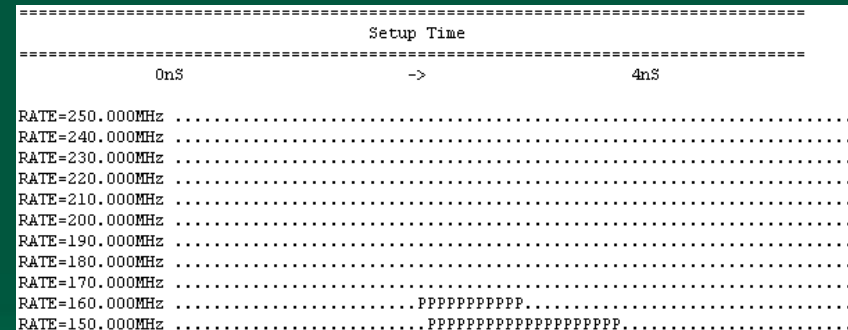 =================================================================================
Setup Time
=================================================================================
0nS -> 4nS
RATE=250.000MHz ......................................................................
RATE=240.000MHz ......................................................................
RATE=230.000MHz ......................................................................
RATE=220.000MHz ......................................................................
RATE=210.000MHz ......................................................................
RATE=200.000MHz ......................................................................
RATE=190.000MHz ......................................................................
RATE=180.000MHz ......................................................................
RATE=170.000MHz ......................................................................
RATE=160.000MHz .........................PPPPPPPPPPP..................................
RATE=150.000MHz ..........................PPPPPPPPPPPPPPPPPPPP........................